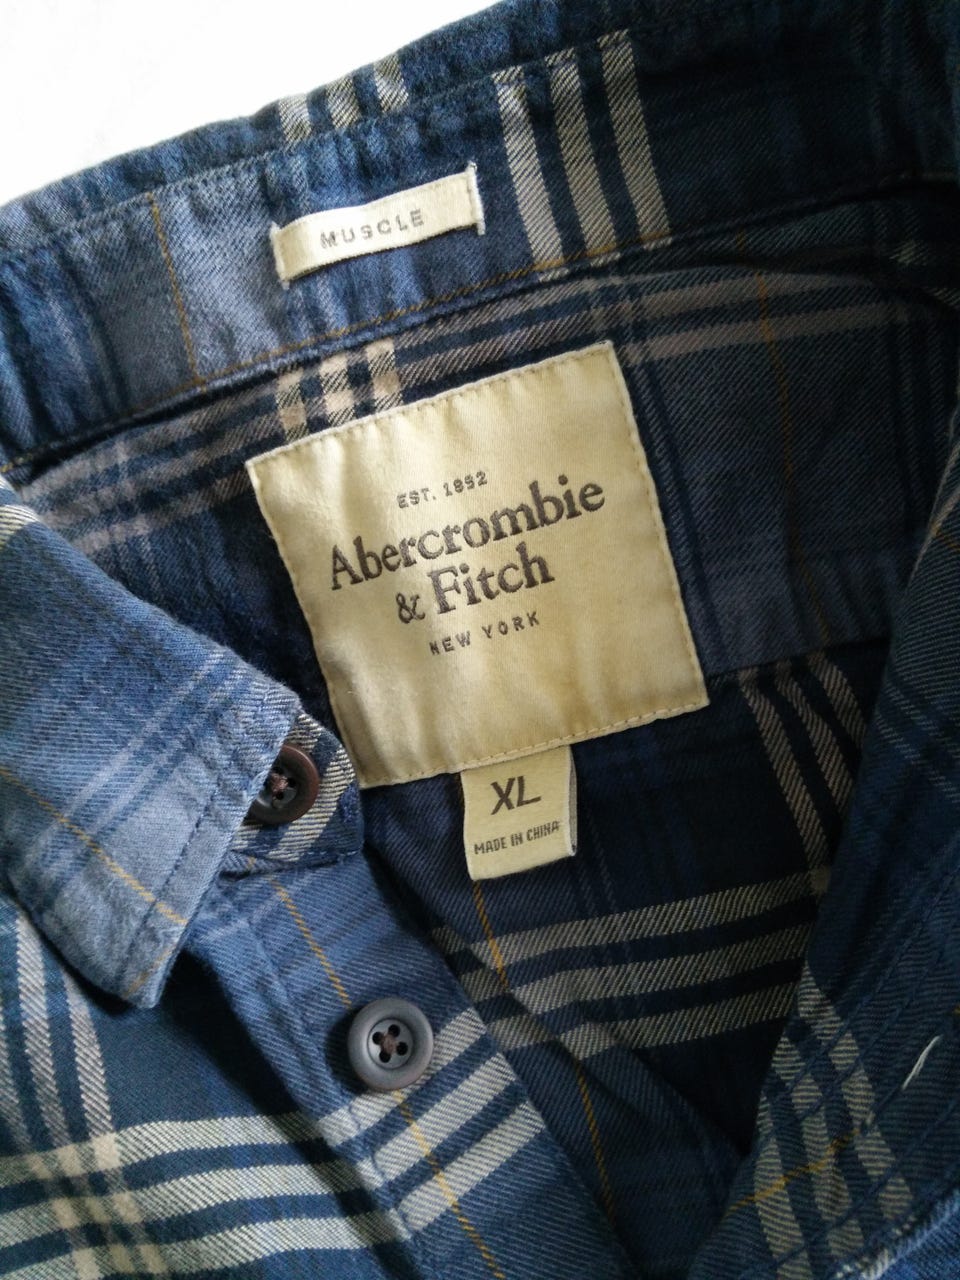 MUSCLE
EST. 1892
Abercrombie
& Fitch
NEW YORK
XL
MADE IN CHINA